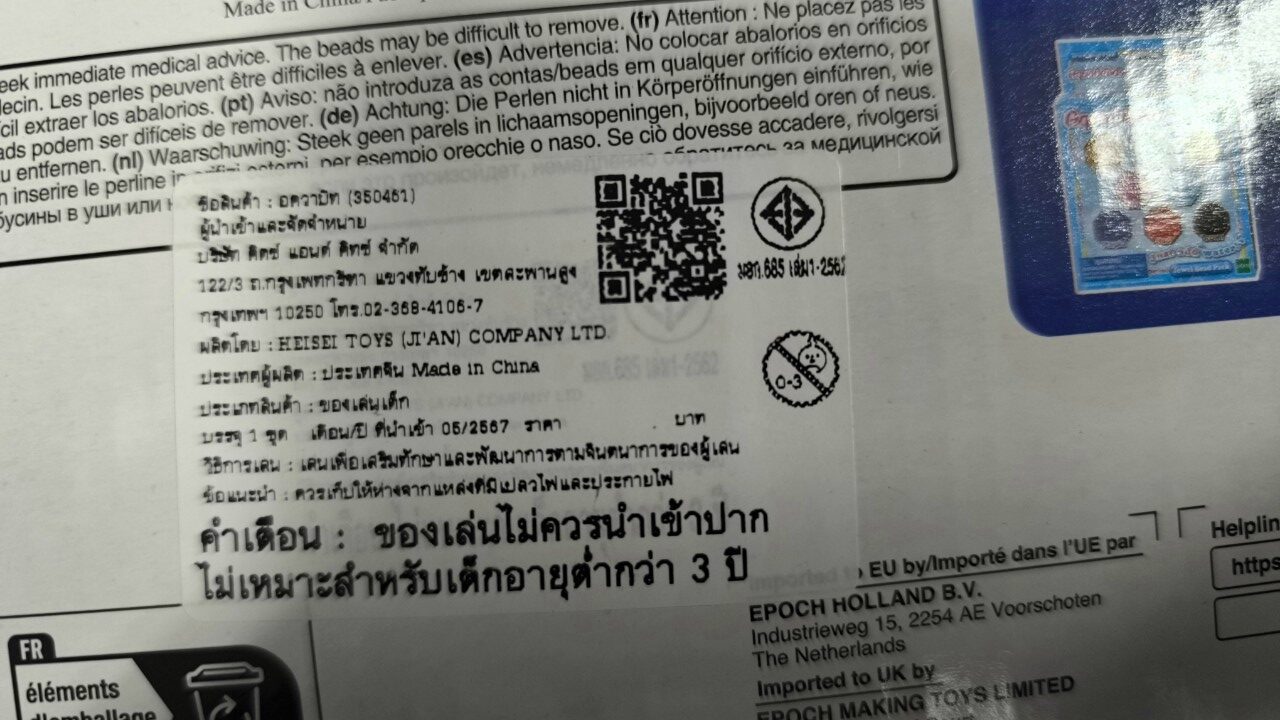 Made in China
eek immediate medical advice. The beads may be difficult to remove. (fr) Attention : Ne placez pas les
lecin. Les perles peuvent être difficiles à enlever. (es) Advertencia: No colocar abalorios en orificios
cil extraer los abalorios. (pt) Aviso: não introduza as contas/beads em qualquer orifício externo, por
ads podem ser difíceis de remover. (de) Achtung: Die Perlen nicht in Körperöffnungen einführen, wie
u entfernen. (nl) Waarschuwing: Steek geen parels in lichaamsopeningen, bijvoorbeeld oren of neus.
n inserire le perline in orifizi esterni, per esempio orecchie o naso. Se ciò dovesse accadere, rivolgersi
бусины в уши или произойдет, немедленно обратитесь за медицинской
ชื่อสินค้า : อควาบิท (350461)
ผู้นำเข้าและจัดจำหน่าย
บริษัท คิดซ์ แอนด์ คิตซ์ จำกัด
122/3 ถ.กรุงเทพกรีฑา แขวงทับช้าง เขตสะพานสูง
กรุงเทพฯ 10250 โทร.02-368-4106-7
ผลิตโดย : HEISEI TOYS (JI'AN) COMPANY LTD.
ประเทศผู้ผลิต : ประเทศจีน Made in China
ประเภทสินค้า : ของเล่นเด็ก
บรรจุ 1 ชุด เดือน/ปี ที่นำเข้า 05/2567 ราคา บาท
วิธีการเล่น : เล่นเพื่อเสริมทักษะและพัฒนาการตามจินตนาการของผู้เล่น
ข้อแนะนำ : ควรเก็บให้ห่างจากแหล่งที่มีเปลวไฟและประกายไฟ
คำเตือน : ของเล่นไม่ควรนำเข้าปาก
ไม่เหมาะสำหรับเด็กอายุต่ำกว่า 3 ปี
มอก.685 เล่ม1-2562
0-3
EU by/Importé dans l'UE par
EPOCH HOLLAND B.V.
Industrieweg 15, 2254 AE Voorschoten
The Netherlands
Imported to UK by
EPOCH MAKING TOYS LIMITED
Helplin
https
FR
éléments
d'emballage